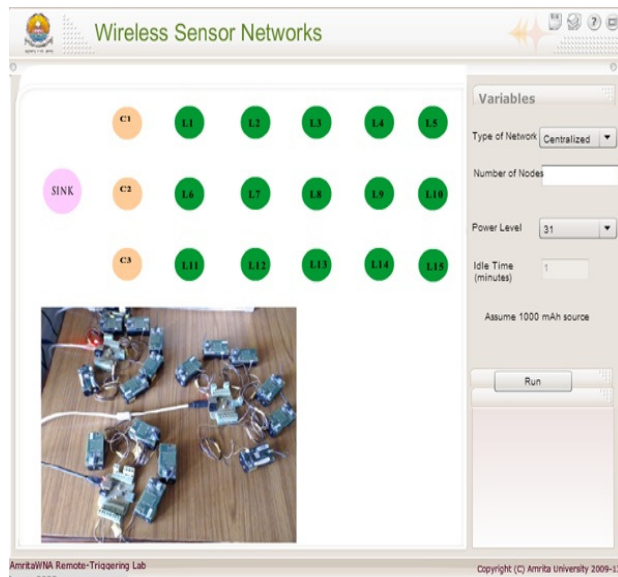 Wireless Sensor Networks
C1 L1 L2 L3 L4 L5
SINK C2 L6 L7 L8 L9 L10
C3 L11 L12 L13 L14 L15
Variables
Type of Network Centralized
Number of Nodes
Power Level 31
Idle Time 1
(minutes)
Assume 1000 mAh source
Run
AmritaWNA Remote-Triggering Lab
Copyright (C) Amrita University 2009-1